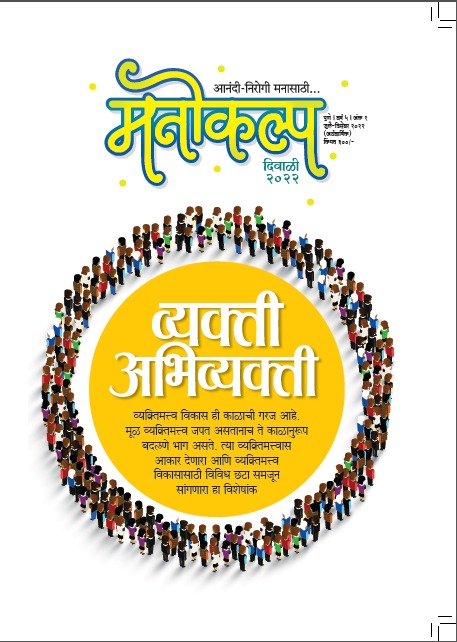 आनंदी-निरोगी मनासाठी...
मनोकल्प
पुणे । वर्ष ५ । अंक १
जुलै-डिसेंबर २०२२
(अर्धवार्षिक)
किंमत ३००/-
दिवाळी
२०२२
व्यक्ती
अभिव्यक्ती
व्यक्तिमत्त्व विकास ही काळाची गरज आहे.
मूळ व्यक्तिमत्त्व जपत असतानाच ते काळानुरूप
बदलणे भाग असते. त्या व्यक्तिमत्त्वास
आकार देणारा आणि व्यक्तिमत्त्व
विकासासाठी विविध छटा समजून
सांगणारा हा विशेषांक